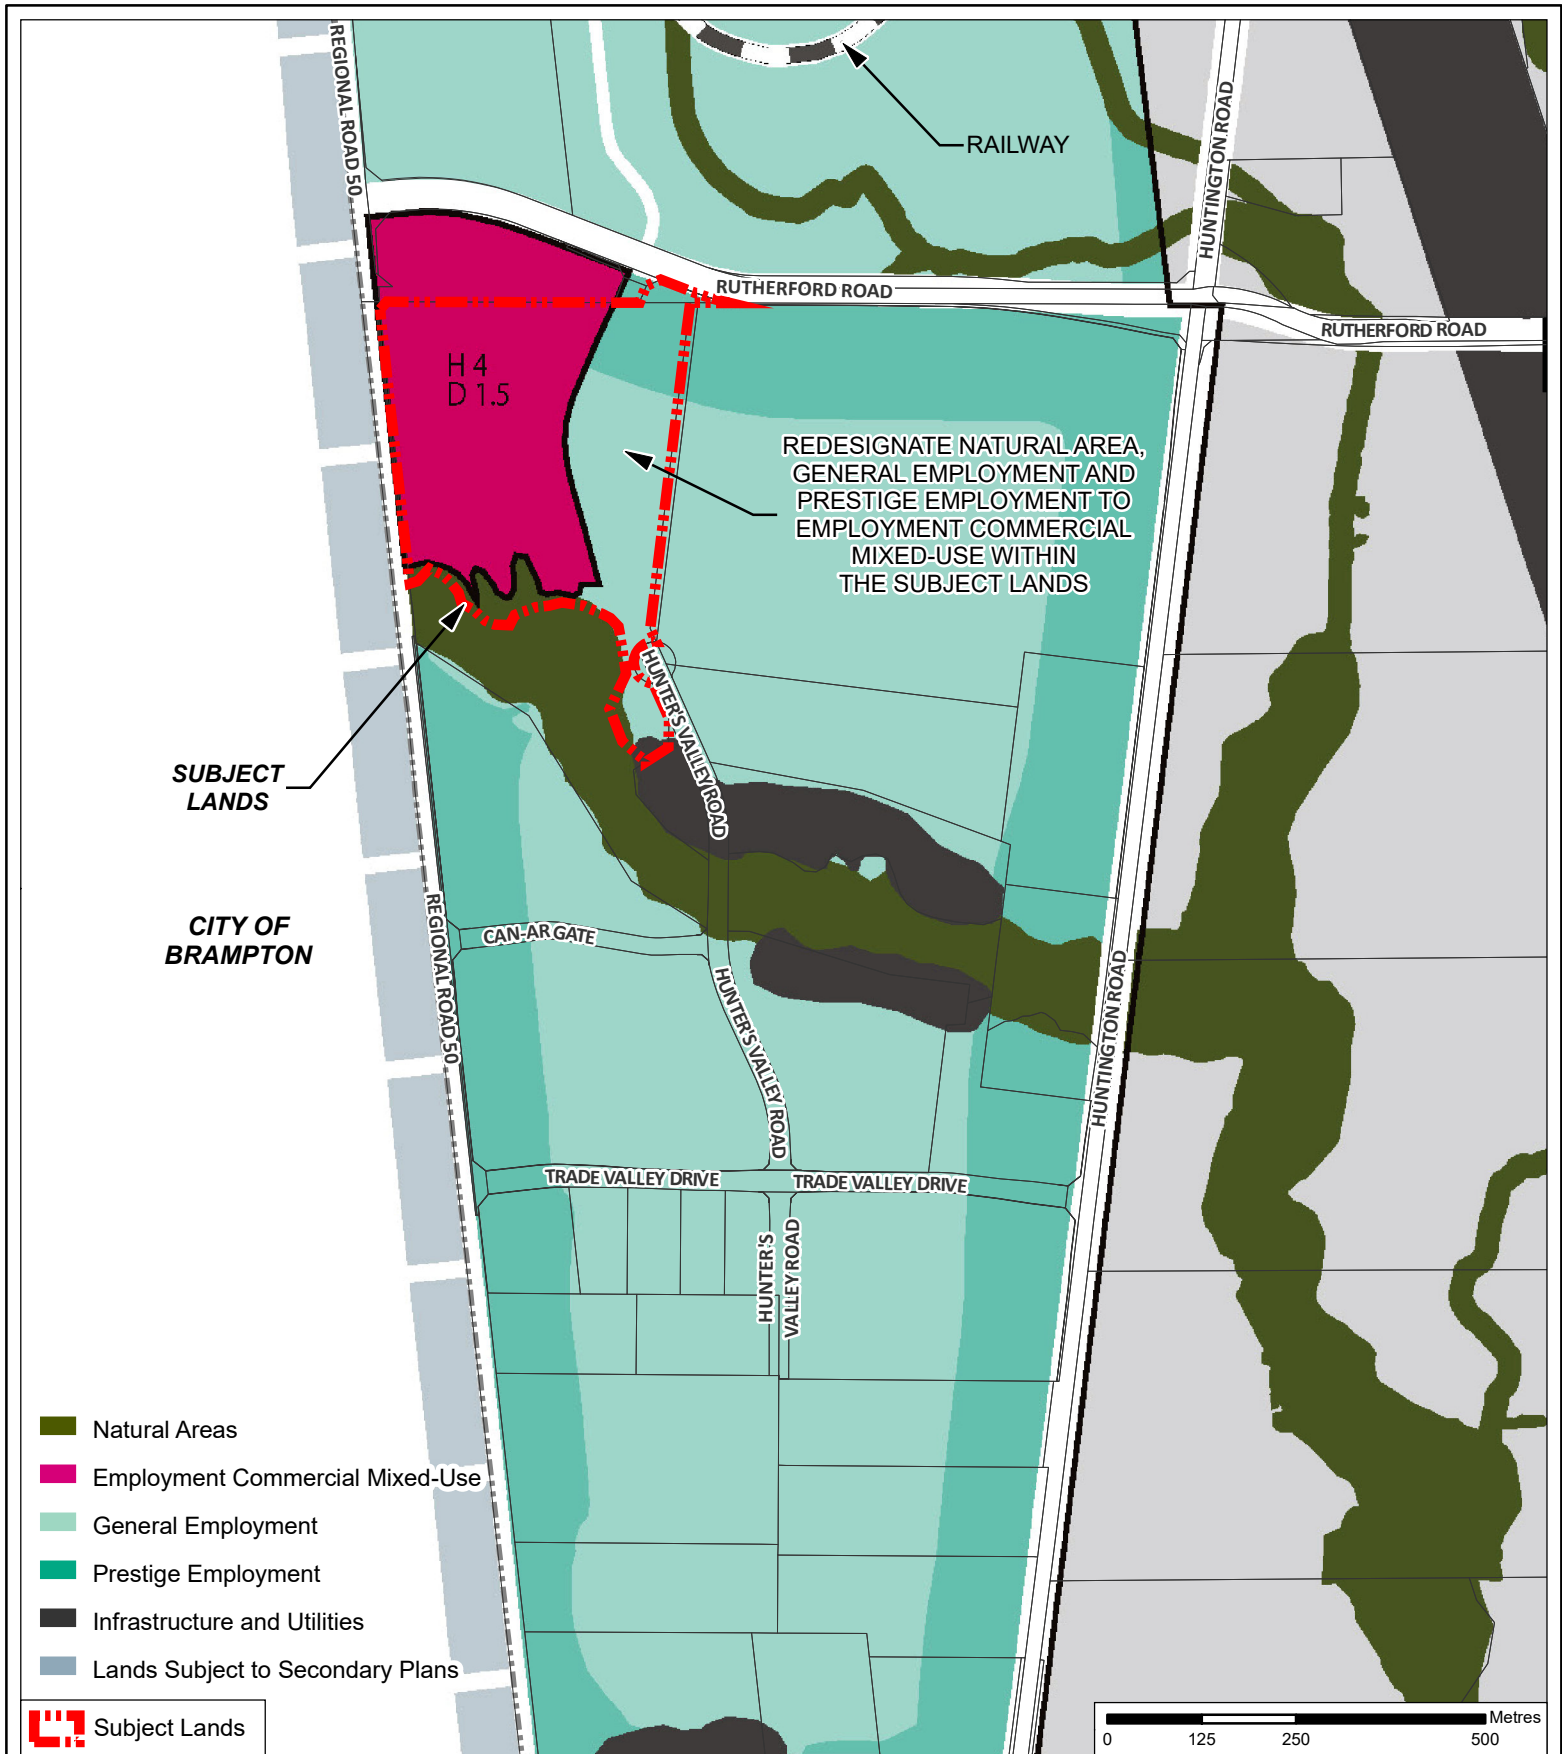 REGIONAL ROAD 50
RAILWAY
HUNTINGTON ROAD
RUTHERFORD ROAD
RUTHERFORD ROAD
H 4
D 1.5
REDESIGNATE NATURAL AREA,
GENERAL EMPLOYMENT AND
PRESTIGE EMPLOYMENT TO
EMPLOYMENT COMMERCIAL
MIXED-USE WITHIN
THE SUBJECT LANDS
HUNTER'S VALLEY ROAD
SUBJECT
LANDS
CITY OF
BRAMPTON
REGIONAL ROAD 50
CAN-AR GATE
HUNTER'S VALLEY ROAD
HUNTINGTON ROAD
TRADE VALLEY DRIVE
TRADE VALLEY DRIVE
HUNTER'S
VALLEY ROAD
Natural Areas
Employment Commercial Mixed-Use
General Employment
Prestige Employment
Infrastructure and Utilities
Lands Subject to Secondary Plans
Subject Lands
Metres
0 125 250 500